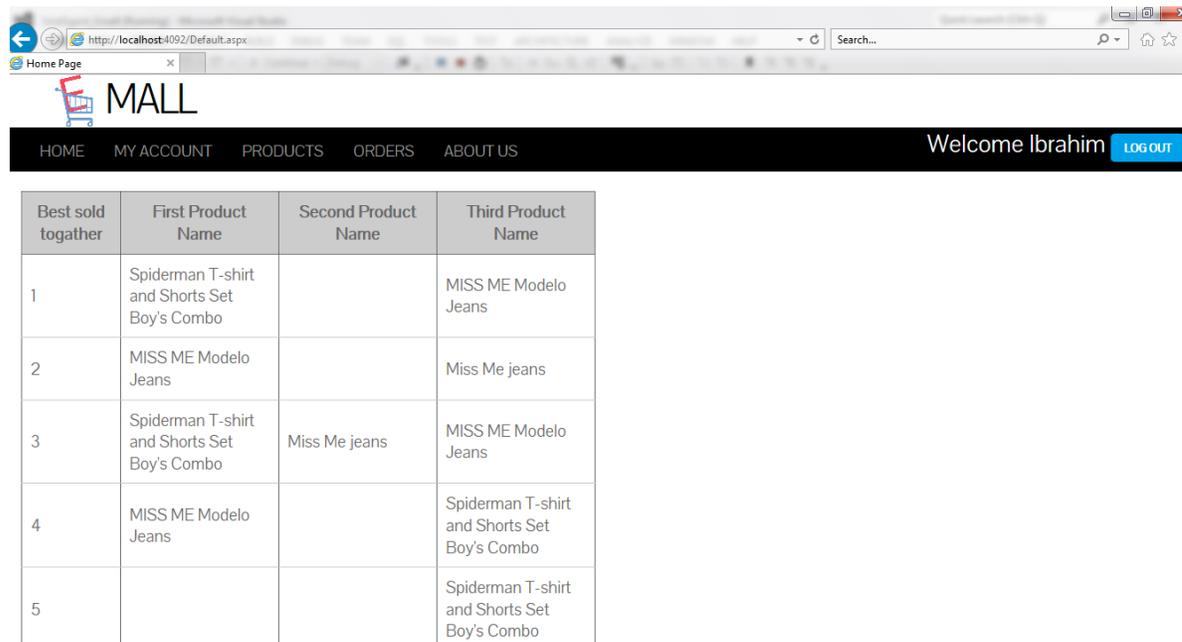 http://localhost:4092/Default.aspx
Search...
Home Page
E MALL
HOME MY ACCOUNT PRODUCTS ORDERS ABOUT US Welcome Ibrahim LOG OUT
Best sold togather
First Product Name
Second Product Name
Third Product Name
1
Spiderman T-shirt
and Shorts Set
Boy's Combo
MISS ME Modelo
Jeans
2
MISS ME Modelo
Jeans
Miss Me jeans
3
Spiderman T-shirt
and Shorts Set
Boy's Combo
Miss Me jeans
MISS ME Modelo
Jeans
4
MISS ME Modelo
Jeans
Spiderman T-shirt
and Shorts Set
Boy's Combo
5
Spiderman T-shirt
and Shorts Set
Boy's Combo